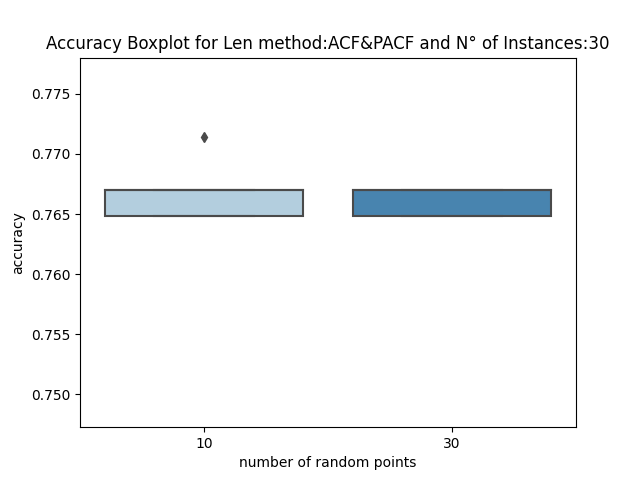 Accuracy Boxplot for Len method:ACF&PACF and N° of Instances:30
0.775
0.770
0.765
0.760
0.755
0.750
accuracy
10 30
number of random points